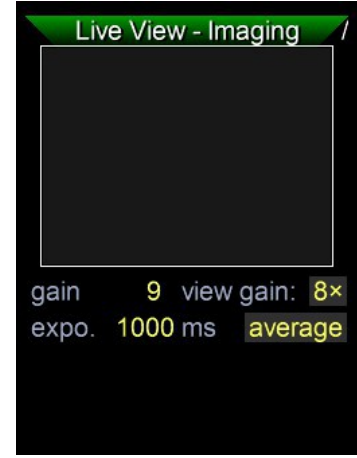 Live View - Imaging /
gain 9 view gain: 8×
expo. 1000 ms average